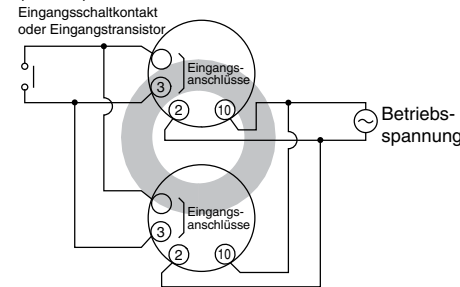 Eingangsschaltkontakt
oder Eingangstransistor
Eingangs-
anschlüsse
3
2
10
Betriebs-
spannung
Eingangs-
anschlüsse
3
2
10